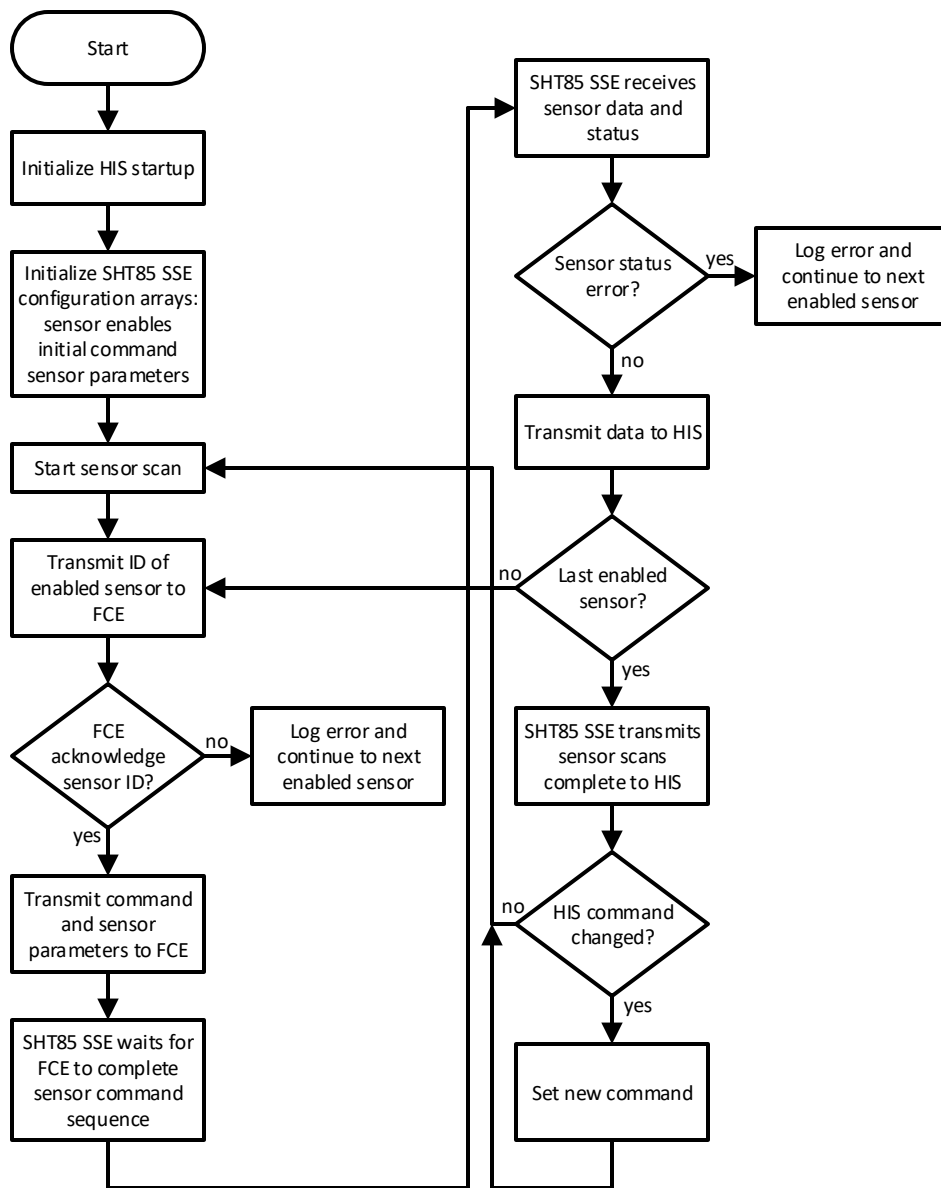 Start
Initialize HIS startup
Initialize SHT85 SSE
configuration arrays:
sensor enables
initial command
sensor parameters
Start sensor scan
Transmit ID of
enabled sensor to
FCE
FCE
acknowledge
sensor ID?
no
Log error and
continue to next
enabled sensor
yes
Transmit command
and sensor
parameters to FCE
SHT85 SSE waits for
FCE to complete
sensor command
sequence
SHT85 SSE receives
sensor data and
status
Sensor status
error?
yes
Log error and
continue to next
enabled sensor
no
Transmit data to HIS
Last enabled
sensor?
no
yes
SHT85 SSE transmits
sensor scans
complete to HIS
HIS command
changed?
no
yes
Set new command